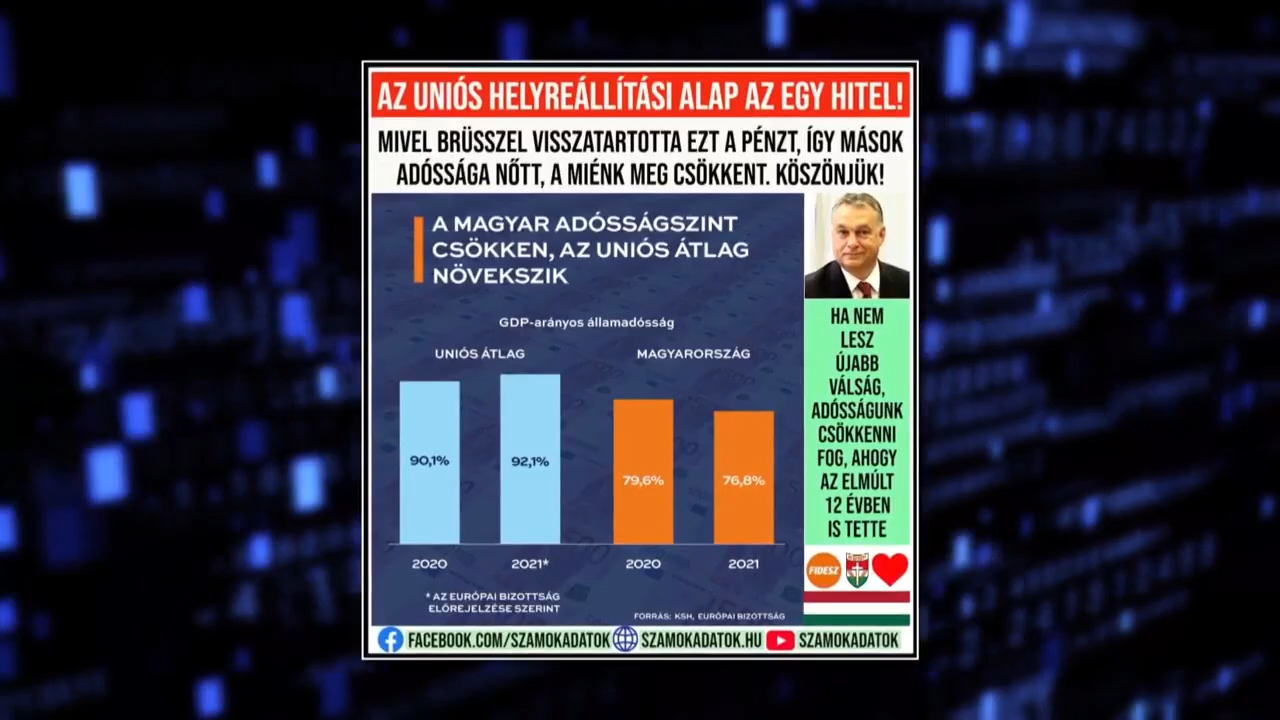 AZ UNIÓS HELYREÁLLÍTÁSI ALAP AZ EGY HITEL!
MIVEL BRÜSSZEL VISSZATARTOTTA EZT A PÉNZT, ÍGY MÁSOK
ADÓSSÁGA NŐTT, A MIÉNK MEG CSÖKKENT. KÖSZÖNJÜK!
A MAGYAR ADÓSSÁGSZINT
CSÖKKEN, AZ UNIÓS ÁTLAG
NÖVEKSZIK
GDP-arányos államadósság
UNIÓS ÁTLAG
MAGYARORSZÁG
90,1%
92,1%
79,6%
76,8%
2020
2021*
2020
2021
* AZ EURÓPAI BIZOTTSÁG
ELŐREJELZÉSE SZERINT
FORRÁS: KSH, EURÓPAI BIZOTTSÁG
HA NEM
LESZ
ÚJABB
VÁLSÁG,
ADÓSSÁGUNK
CSÖKKENNI
FOG, AHOGY
AZ ELMÚLT
12 ÉVBEN
IS TETTE
FIDESZ
FACEBOOK.COM/SZAMOKADATOK
SZAMOKADATOK.HU
SZAMOKADATOK